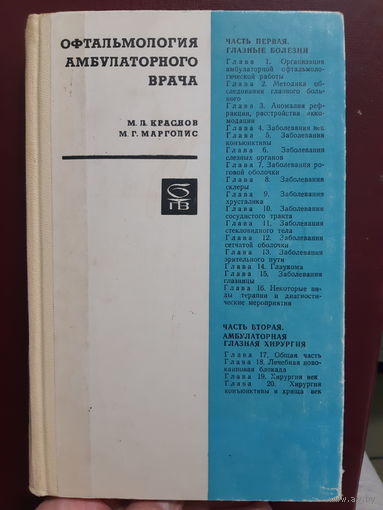 ОФТАЛЬМОЛОГИЯ
АМБУЛАТОРНОГО
ВРАЧА
М. Л. КРАСНОВ
М. Г. МАРГОЛИС
БПВ
ЧАСТЬ ПЕРВАЯ.
ГЛАЗНЫЕ БОЛЕЗНИ
Глава 1. Организация
амбулаторной офтальмоло-
гической работы
Глава 2. Методика об-
следования глазного боль-
ного
Глава 3. Аномалия реф-
ракции, расстройства акко-
модации
Глава 4. Заболевания век
Глава 5. Заболевания
конъюнктивы
Глава 6. Заболевания
слезных органов
Глава 7. Заболевания ро-
говой оболочки
Глава 8. Заболевания
склеры
Глава 9. Заболевания
хрусталика
Глава 10. Заболевания
сосудистого тракта
Глава 11. Заболевания
стекловидного тела
Глава 12. Заболевания
сетчатой оболочки
Глава 13. Заболевания
зрительного пути
Глава 14. Глаукома
Глава 15. Заболевания
глазницы
Глава 16. Некоторые ви-
ды терапии и диагности-
ческие мероприятия
ЧАСТЬ ВТОРАЯ.
АМБУЛАТОРНАЯ
ГЛАЗНАЯ ХИРУРГИЯ
Глава 17. Общая часть
Глава 18. Лечебная ново-
каиновая блокада
Глава 19. Хирургия век
Глава 20. Хирургия
конъюнктивы и хряща век